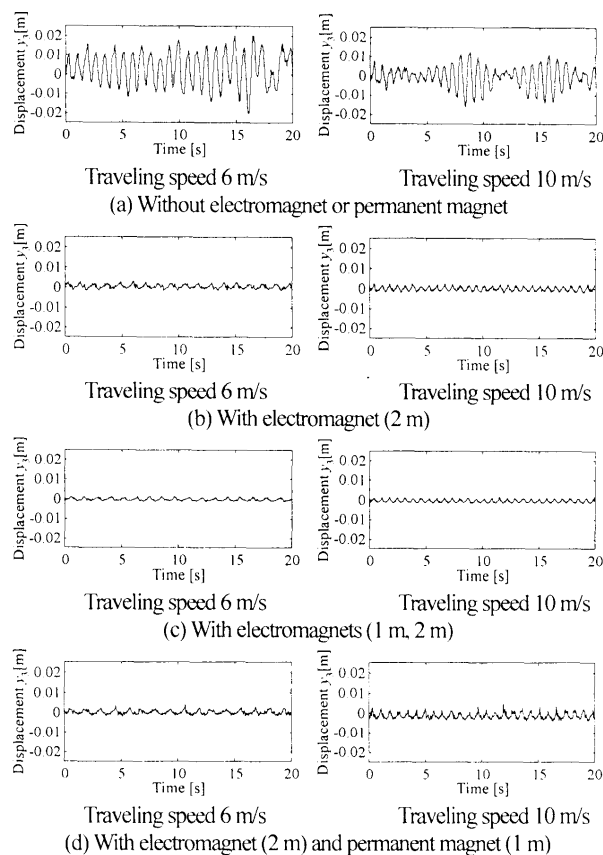 Displacement y₃[m]
0 02
0.01
0
-0.01
-0.02
0 5 10 15 20
Time [s]
Traveling speed 6 m/s
Displacement y₃[m]
0 02
0.01
0
-0.01
-0.02
0 5 10 15 20
Time [s]
Traveling speed 10 m/s
(a) Without electromagnet or permanent magnet
Displacement y₃[m]
0 02
0.01
0
-0.01
-0.02
0 5 10 15 20
Time [s]
Traveling speed 6 m/s
Displacement y₃[m]
0 02
0.01
0
-0.01
-0.02
0 5 10 15 20
Time [s]
Traveling speed 10 m/s
(b) With electromagnet (2 m)
Displacement y₃[m]
0 02
0.01
0
-0.01
-0.02
0 5 10 15 20
Time [s]
Traveling speed 6 m/s
Displacement y₃[m]
0 02
0.01
0
-0.01
-0.02
0 5 10 15 20
Time [s]
Traveling speed 10 m/s
(c) With electromagnets (1 m, 2 m)
Displacement y₃[m]
0 02
0.01
0
-0.01
-0.02
0 5 10 15 20
Time [s]
Traveling speed 6 m/s
Displacement y₃[m]
0 02
0.01
0
-0.01
-0.02
0 5 10 15 20
Time [s]
Traveling speed 10 m/s
(d) With electromagnet (2 m) and permanent magnet (1 m)